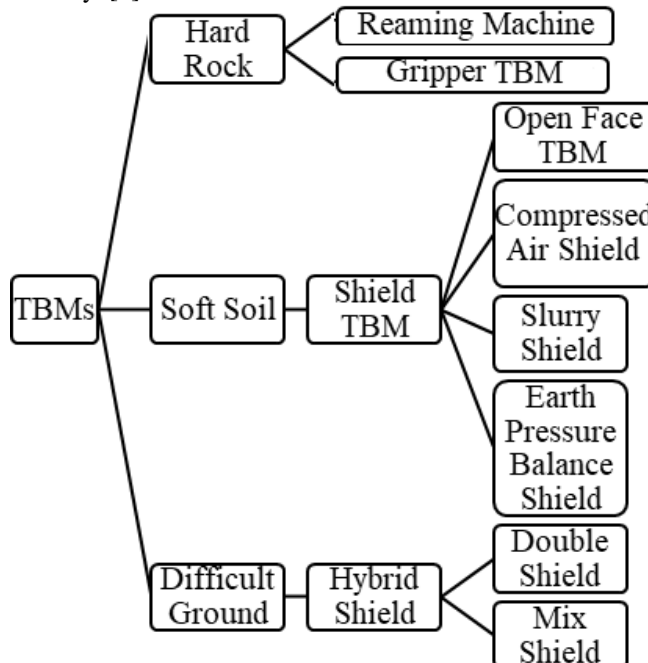 Hard
Rock
Reaming Machine
Gripper TBM
Open Face
TBM
Compressed
Air Shield
TBMs
Soft Soil
Shield
TBM
Slurry
Shield
Earth
Pressure
Balance
Shield
Difficult
Ground
Hybrid
Shield
Double
Shield
Mix
Shield